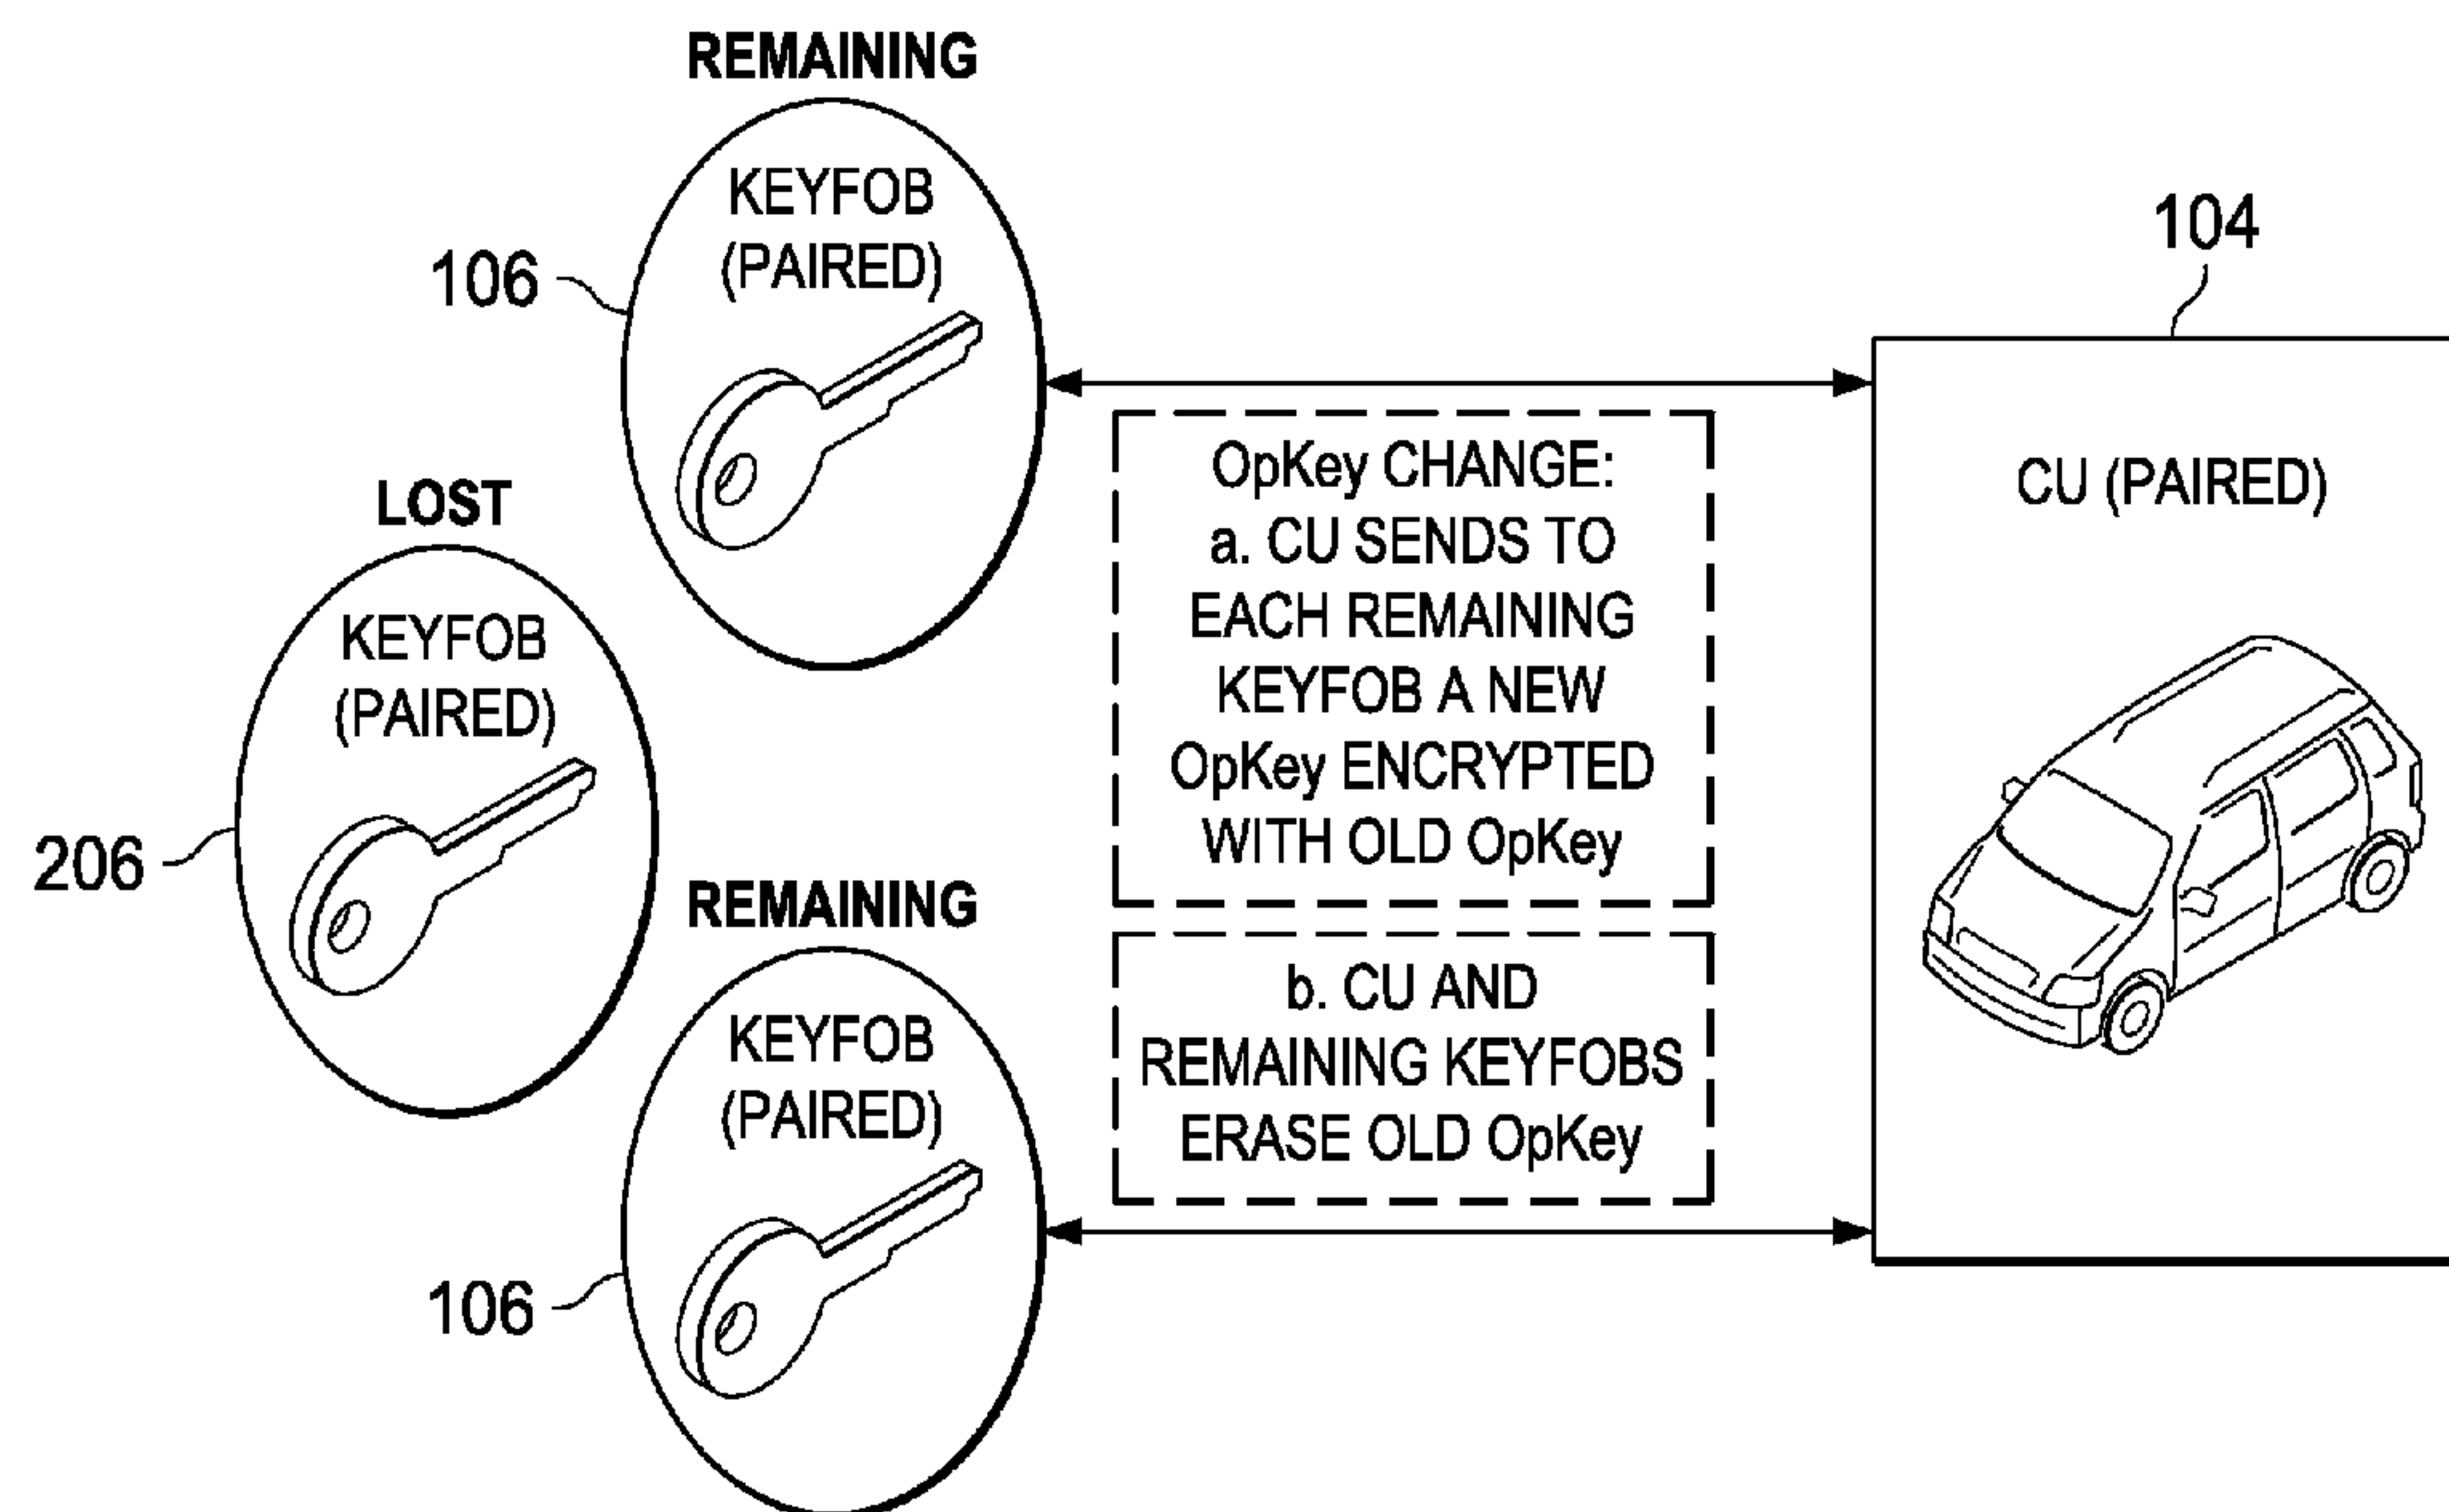 REMAINING
KEYFOB
(PAIRED)
106
104
LOST
KEYFOB
(PAIRED)
206
REMAINING
KEYFOB
(PAIRED)
106
OpKey CHANGE:
a. CU SENDS TO
EACH REMAINING
KEYFOB A NEW
OpKey ENCRYPTED
WITH OLD OpKey
b. CU AND
REMAINING KEYFOBS
ERASE OLD OpKey
CU (PAIRED)